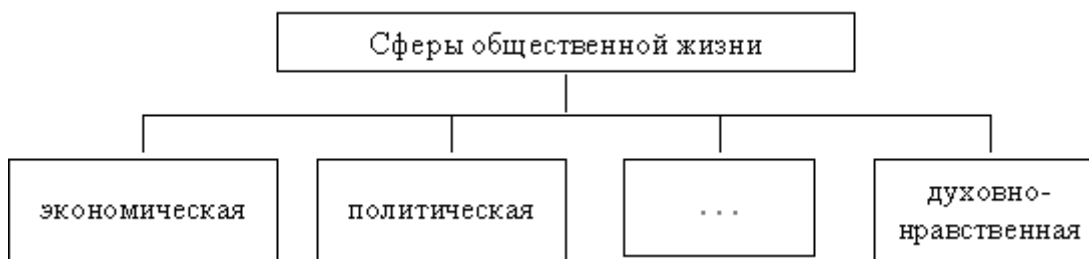 Сферы общественной жизни
экономическая
политическая
...
духовно-
нравственная